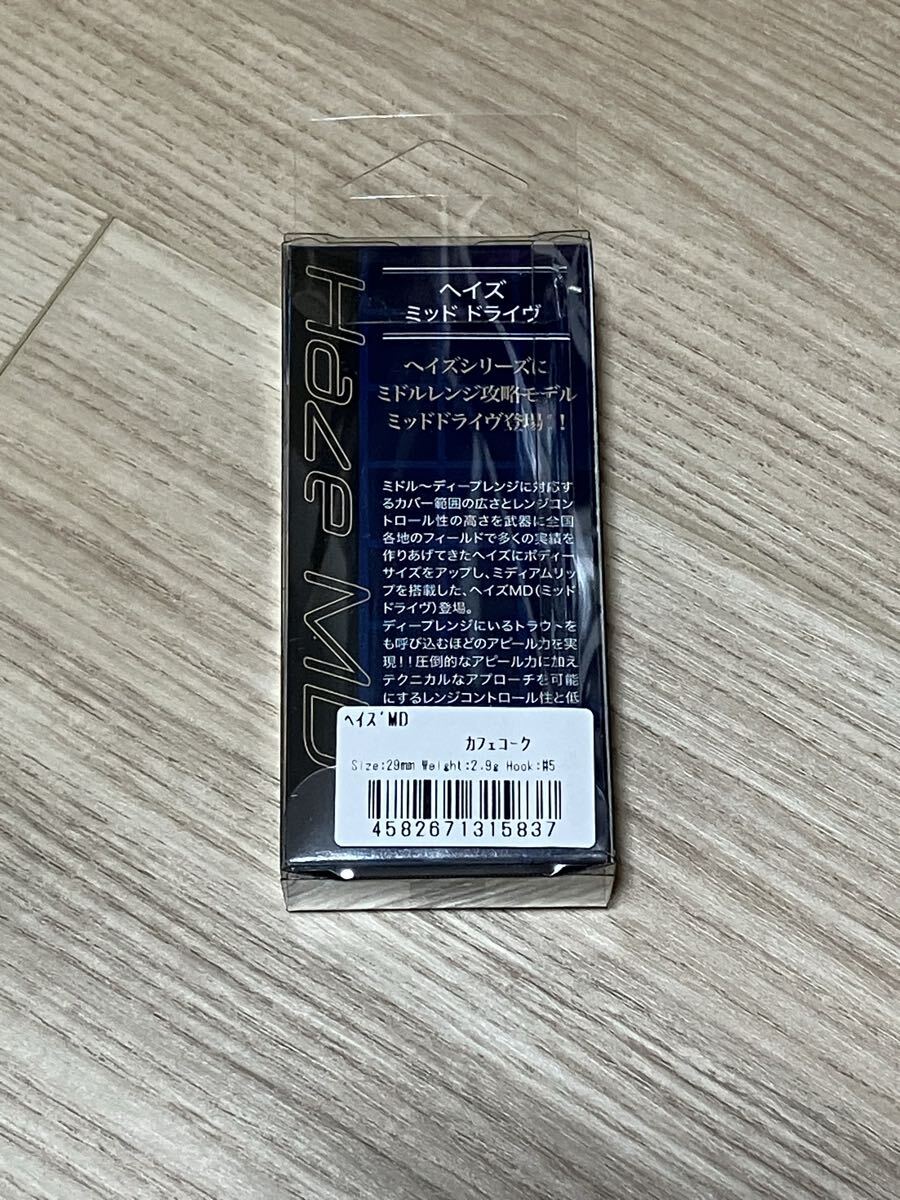 Haze MD
ヘイズ
ミッド ドライヴ
ヘイズシリーズに
ミドルレンジ攻略モデル
ミッドドライヴ登場!!
ミドル〜ディープレンジに対応す
るカバー範囲の広さとレンジコン
トロール性の高さを武器に全国
各地のフィールドで多くの実績を
作りあげてきたヘイズにボディー
サイズをアップし、ミディアムリッ
プを搭載した、ヘイズMD(ミッド
ドライヴ)登場。
ディープレンジにいるトラウトを
も呼び込むほどのアピール力を実
現!!圧倒的なアピール力に加え
テクニカルなアプローチを可能
にするレンジコントロール性と低
ﾍｲｽﾞMD
カフェコーク
Size:29mm Weight:2.9g Hook:#5
4582671315837